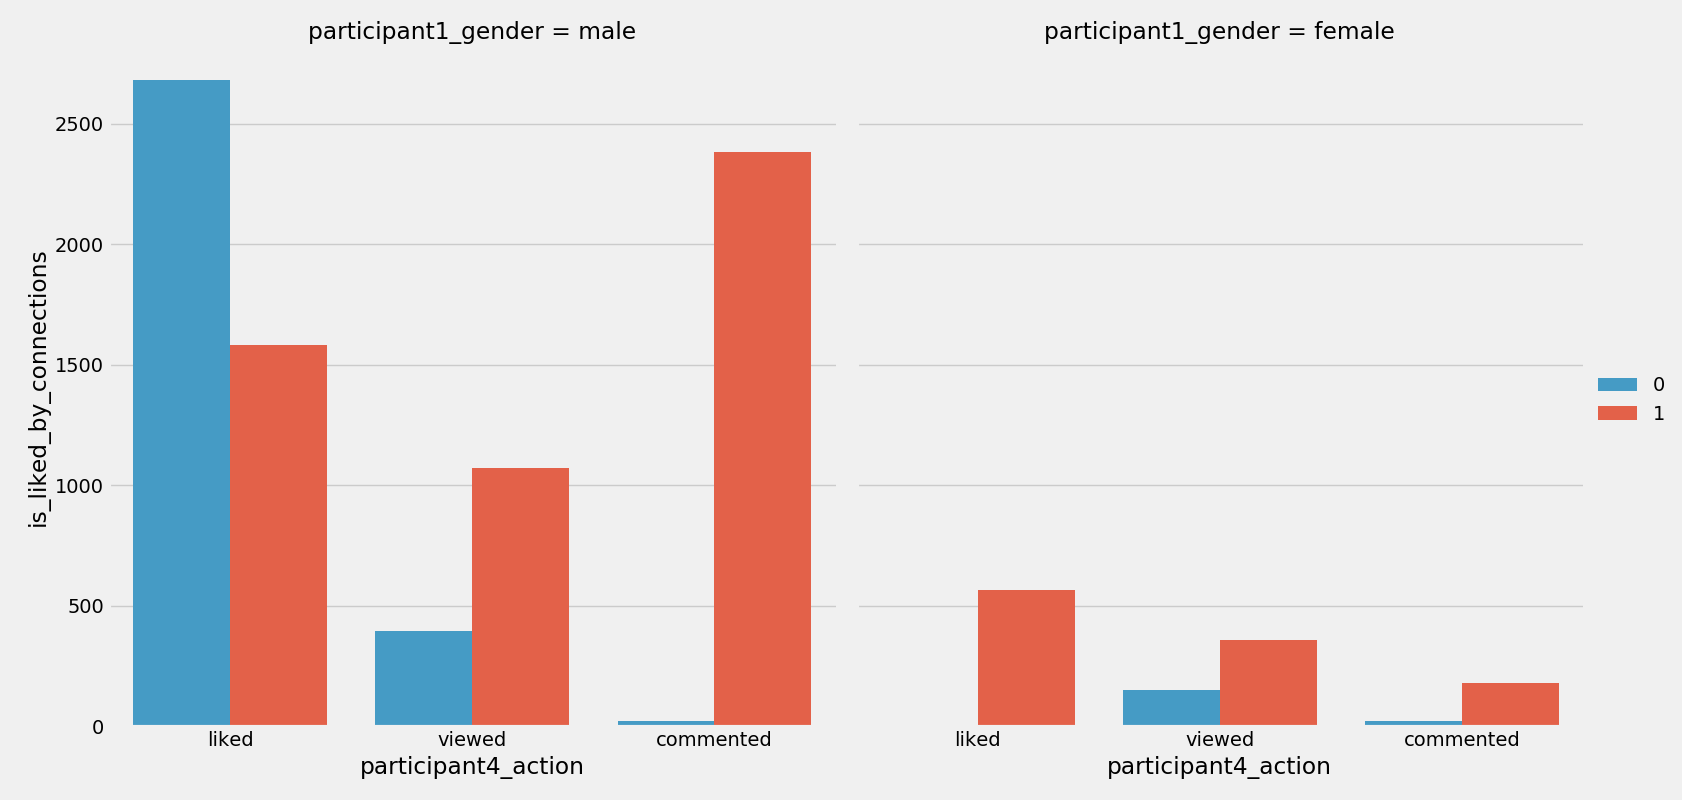 participant1_gender = male
participant1_gender = female
is_liked_by_connections
2500
2000
1500
1000
500
0
liked
viewed
commented
participant4_action
liked
viewed
commented
participant4_action
0
1